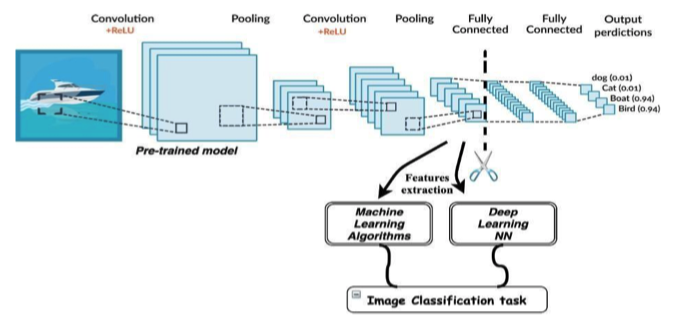 Convolution
+ReLU
Pooling
Convolution
+ReLU
Pooling
Fully
Connected
Fully
Connected
Output
perdictions
dog (0.01)
Cat (0.01)
Boat (0.94)
Bird (0.94)
Pre-trained model
Features
extraction
Machine
Learning
Algorithms
Deep
Learning
NN
Image Classification task